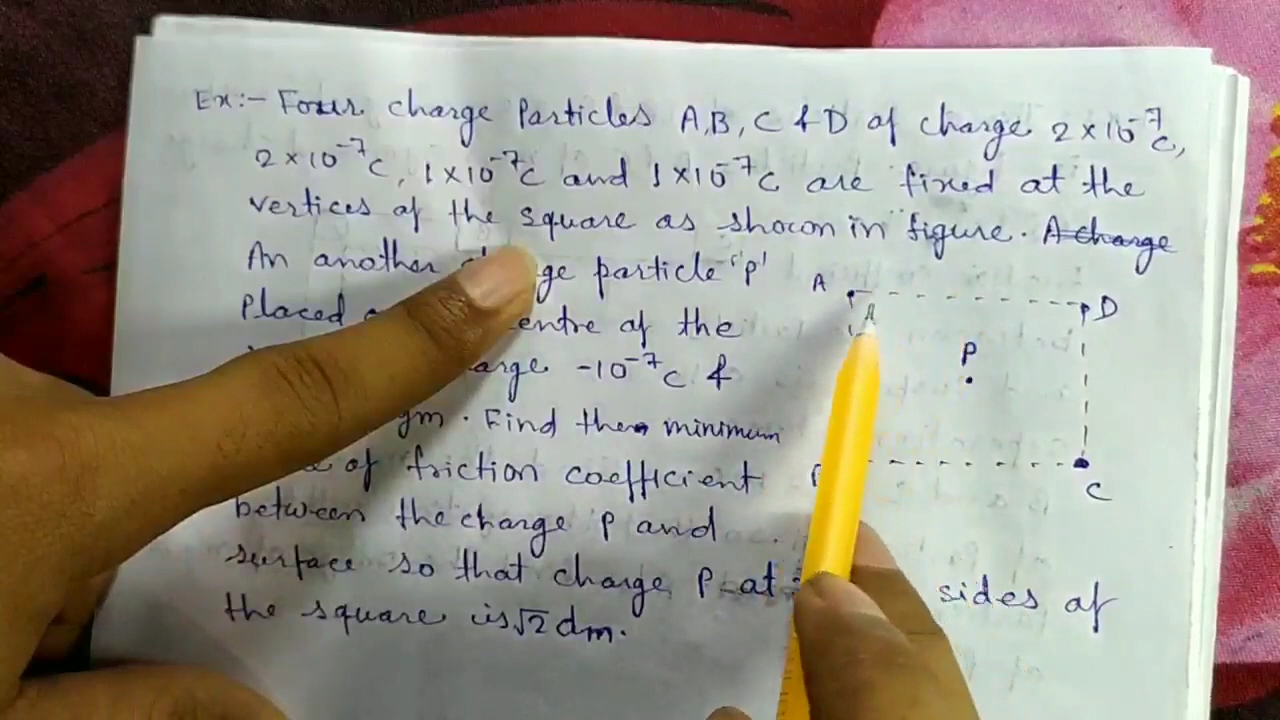 Ex:- Four charge Particles A, B, C & D of charge 2×10⁻⁷C,
2×10⁻⁷C, 1×10⁻⁷C and 1×10⁻⁷C are fixed at the
vertices of the square as shown in figure. A charge
An another particle 'P'
Placed of the
-10⁻⁷C &
gm. Find the minimum
of friction coefficient
between the charge P and
surface so that charge P at sides of
the square is √2 dm.
A
D
P
C